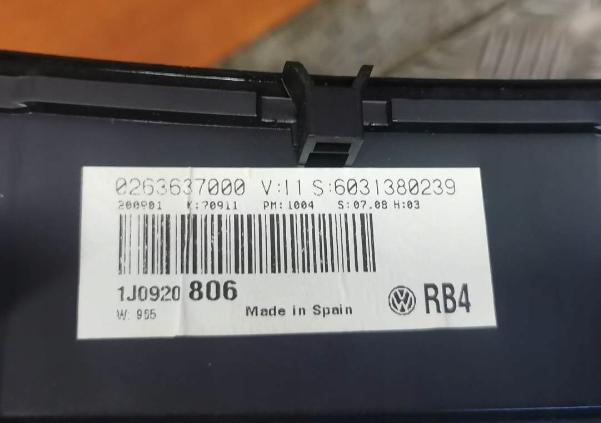 0263637000 V:11 S:6031380239
200901 K:70911 PM:1004 S:07.08 H:03
1J0920 806
Made in Spain
RB4
W: 955